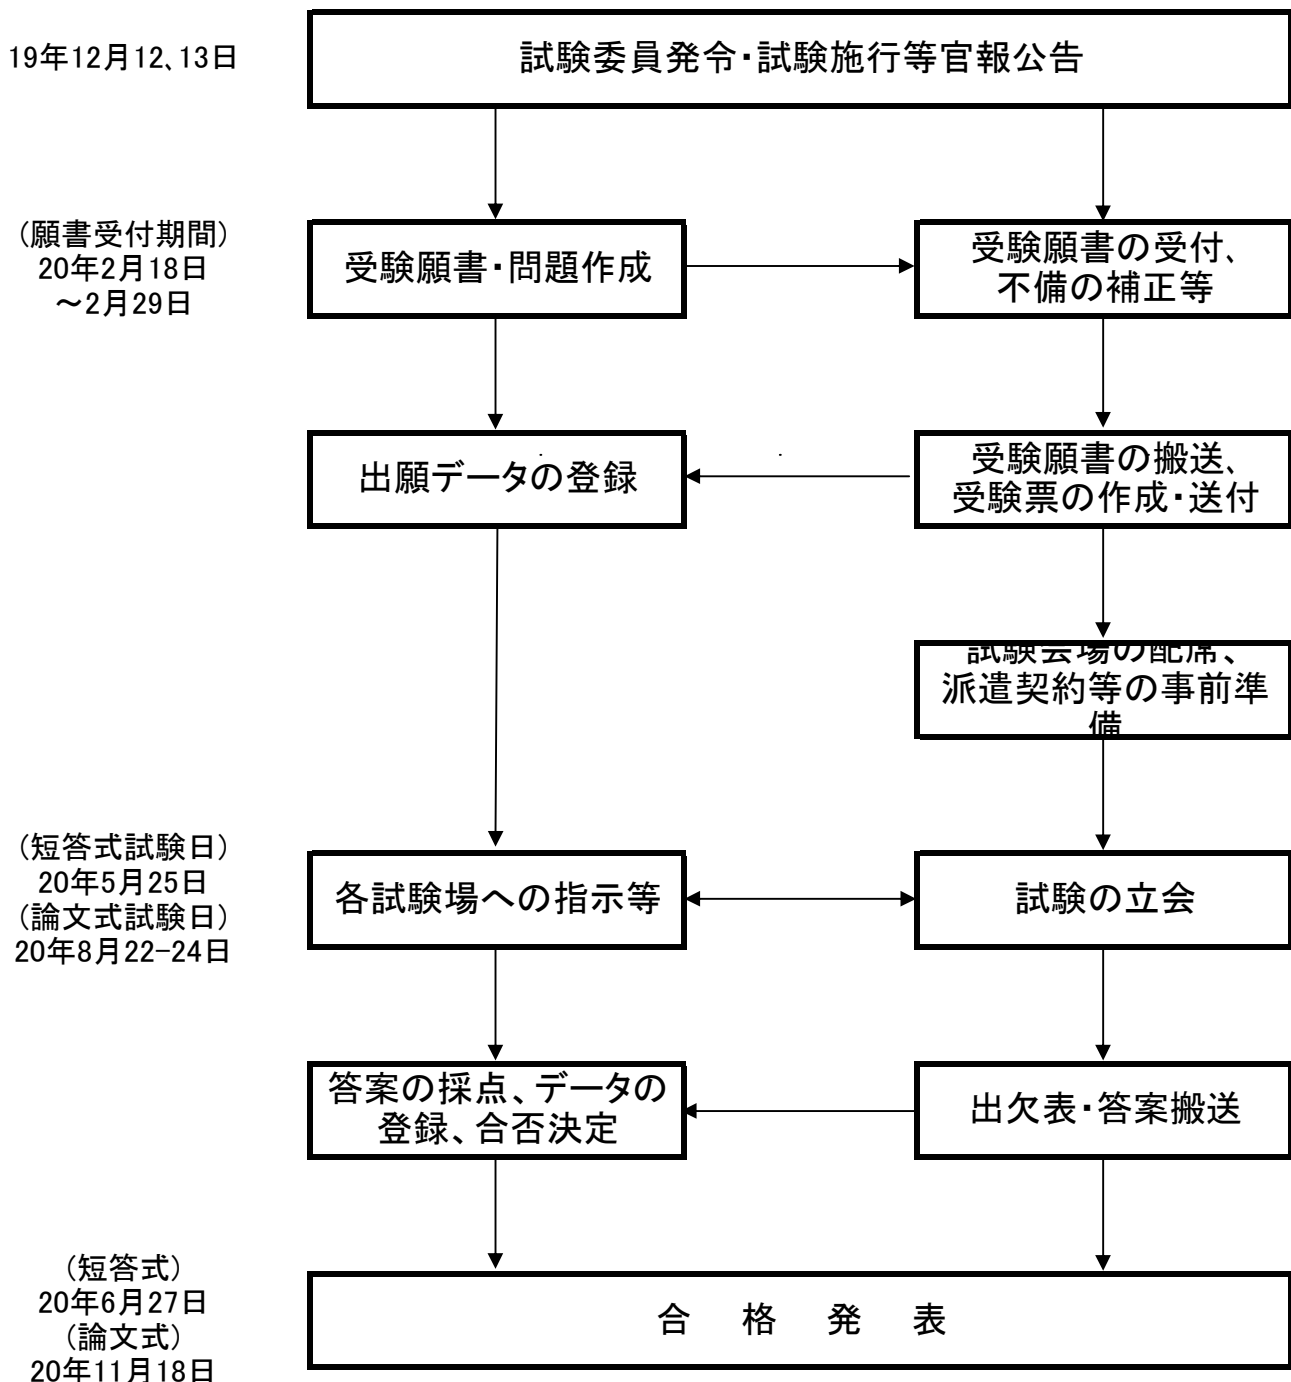 19年12月12、13日
試験委員発令・試験施行等官報公告
(願書受付期間)
20年2月18日
～2月29日
受験願書・問題作成
受験願書の受付、
不備の補正等
出願データの登録
受験願書の搬送、
受験票の作成・送付
試験会場の配席、
派遣契約等の事前準
備
(短答式試験日)
20年5月25日
(論文式試験日)
20年8月22-24日
各試験場への指示等
試験の立会
答案の採点、データの
登録、合否決定
出欠表・答案搬送
(短答式)
20年6月27日
(論文式)
20年11月18日
合　格　発　表